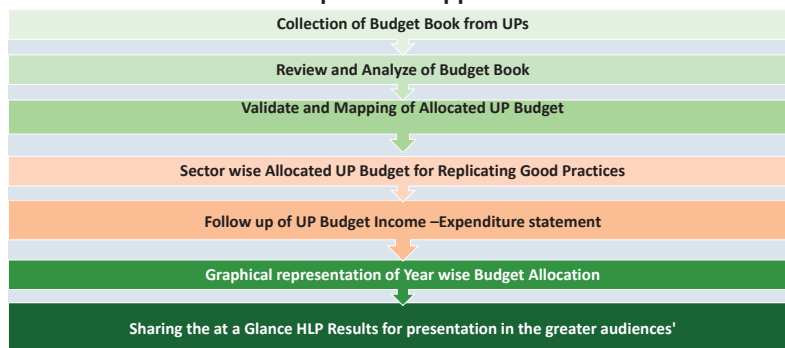 Collection of Budget Book from UPs
Review and Analyze of Budget Book
Validate and Mapping of Allocated UP Budget
Sector wise Allocated UP Budget for Replicating Good Practices
Follow up of UP Budget Income –Expenditure statement
Graphical representation of Year wise Budget Allocation
Sharing the at a Glance HLP Results for presentation in the greater audiences'